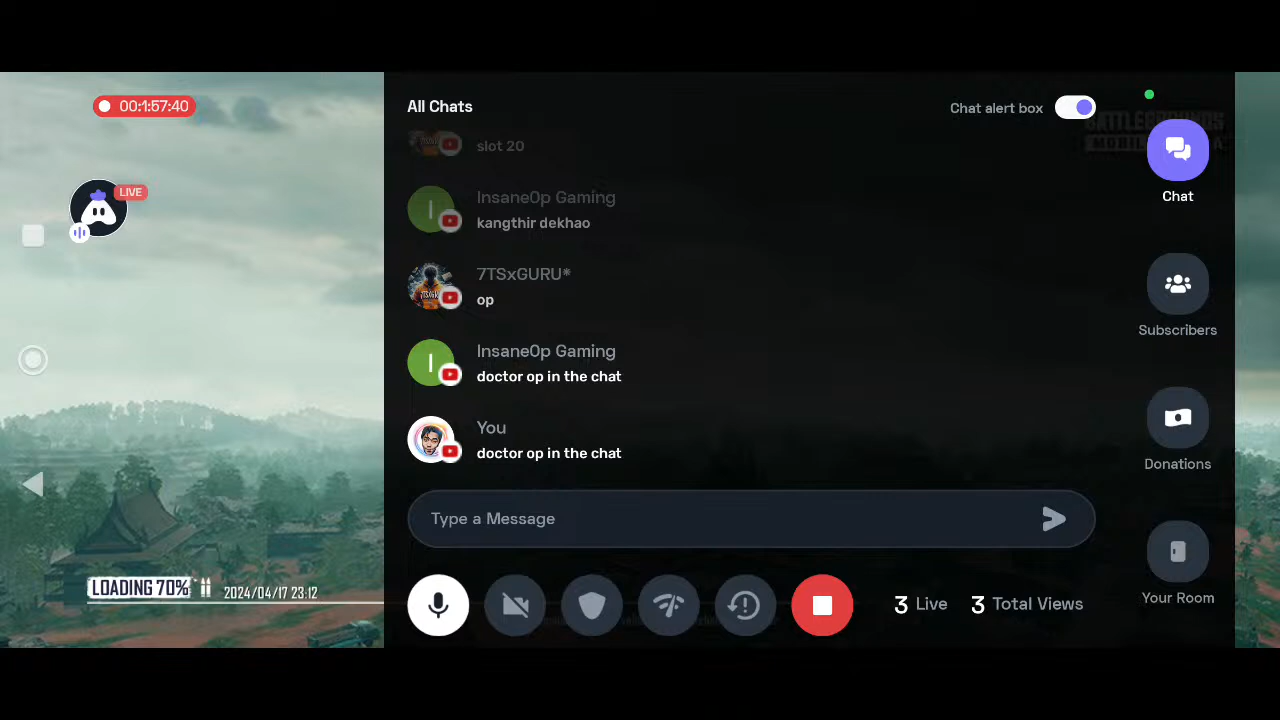 00:1:57:40
All Chats
Chat alert box
BATTLEGROUNDS
slot 20
LIVE
InsaneOp Gaming
kangthir dekhao
Chat
7TSxGURU*
op
Subscribers
InsaneOp Gaming
doctor op in the chat
You
doctor op in the chat
Donations
Type a Message
LOADING 70%
2024/04/17 23:12
3 Live
3 Total Views
Your Room